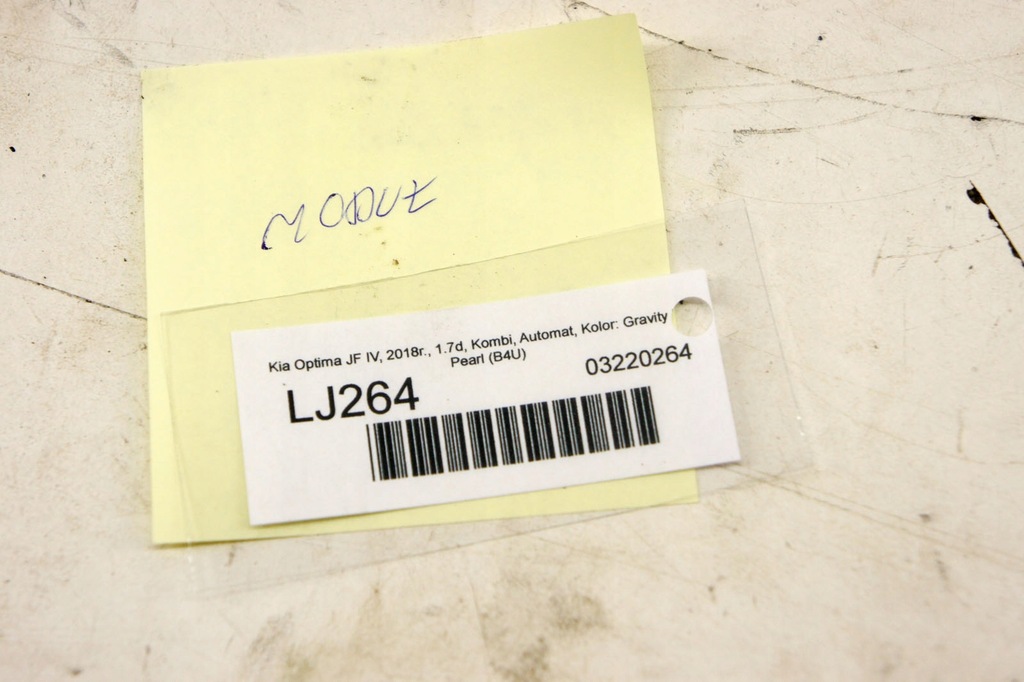 MODUŁ
Kia Optima JF IV, 2018r., 1.7d, Kombi, Automat, Kolor: Gravity
Pearl (B4U)
LJ264
03220264